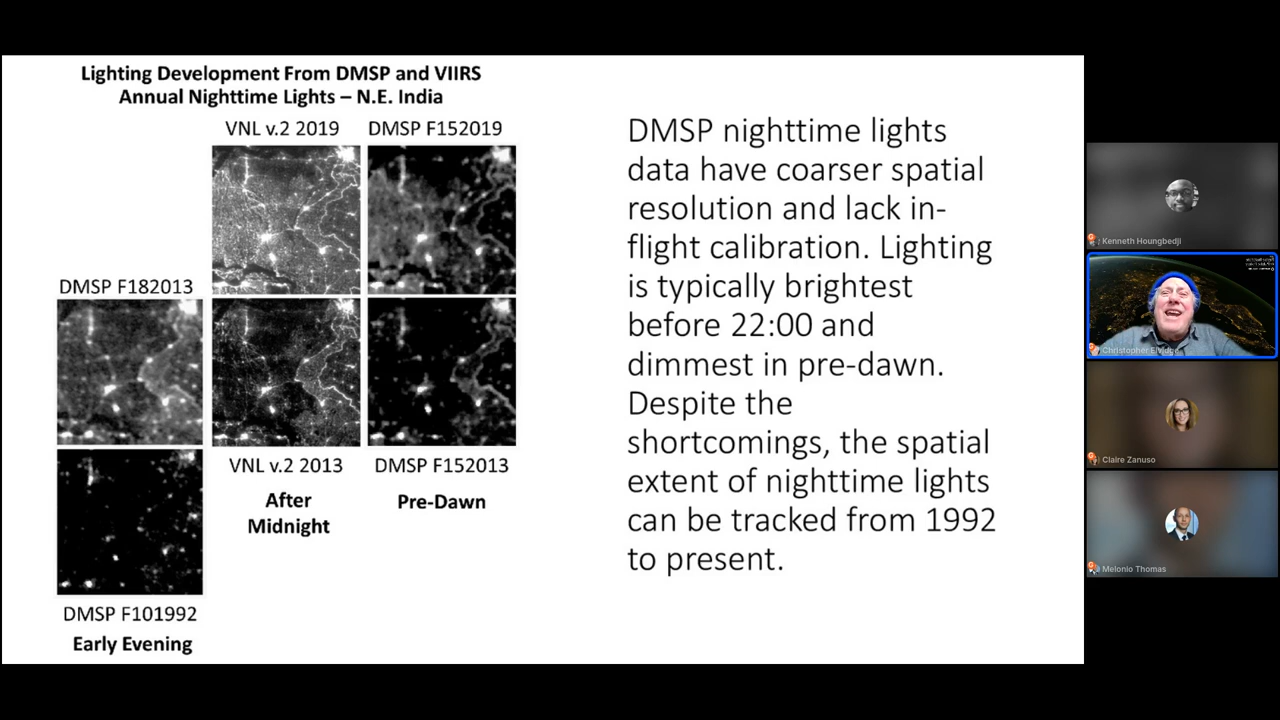 Lighting Development From DMSP and VIIRS
Annual Nighttime Lights – N.E. India
VNL v.2 2019
DMSP F152019
DMSP F182013
VNL v.2 2013
DMSP F152013
After
Midnight
Pre-Dawn
DMSP F101992
Early Evening
DMSP nighttime lights
data have coarser spatial
resolution and lack in-
flight calibration. Lighting
is typically brightest
before 22:00 and
dimmest in pre-dawn.
Despite the
shortcomings, the spatial
extent of nighttime lights
can be tracked from 1992
to present.
Kenneth Houngbedji
Christopher Elvidge
Claire Zanuso
Melonio Thomas